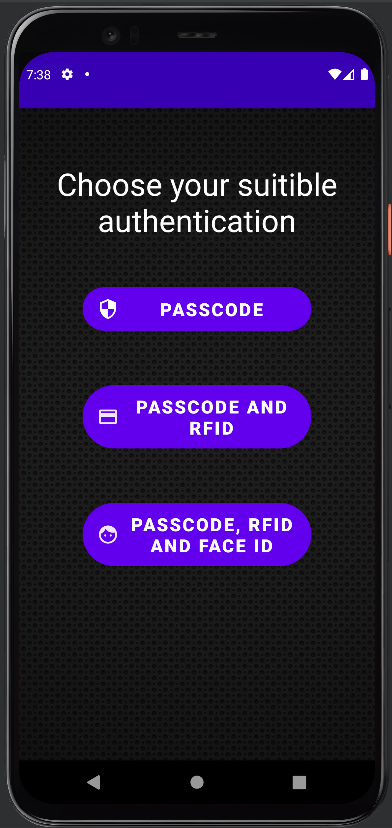 7:38
Choose your suitible
authentication
PASSCODE
PASSCODE AND
RFID
PASSCODE, RFID
AND FACE ID